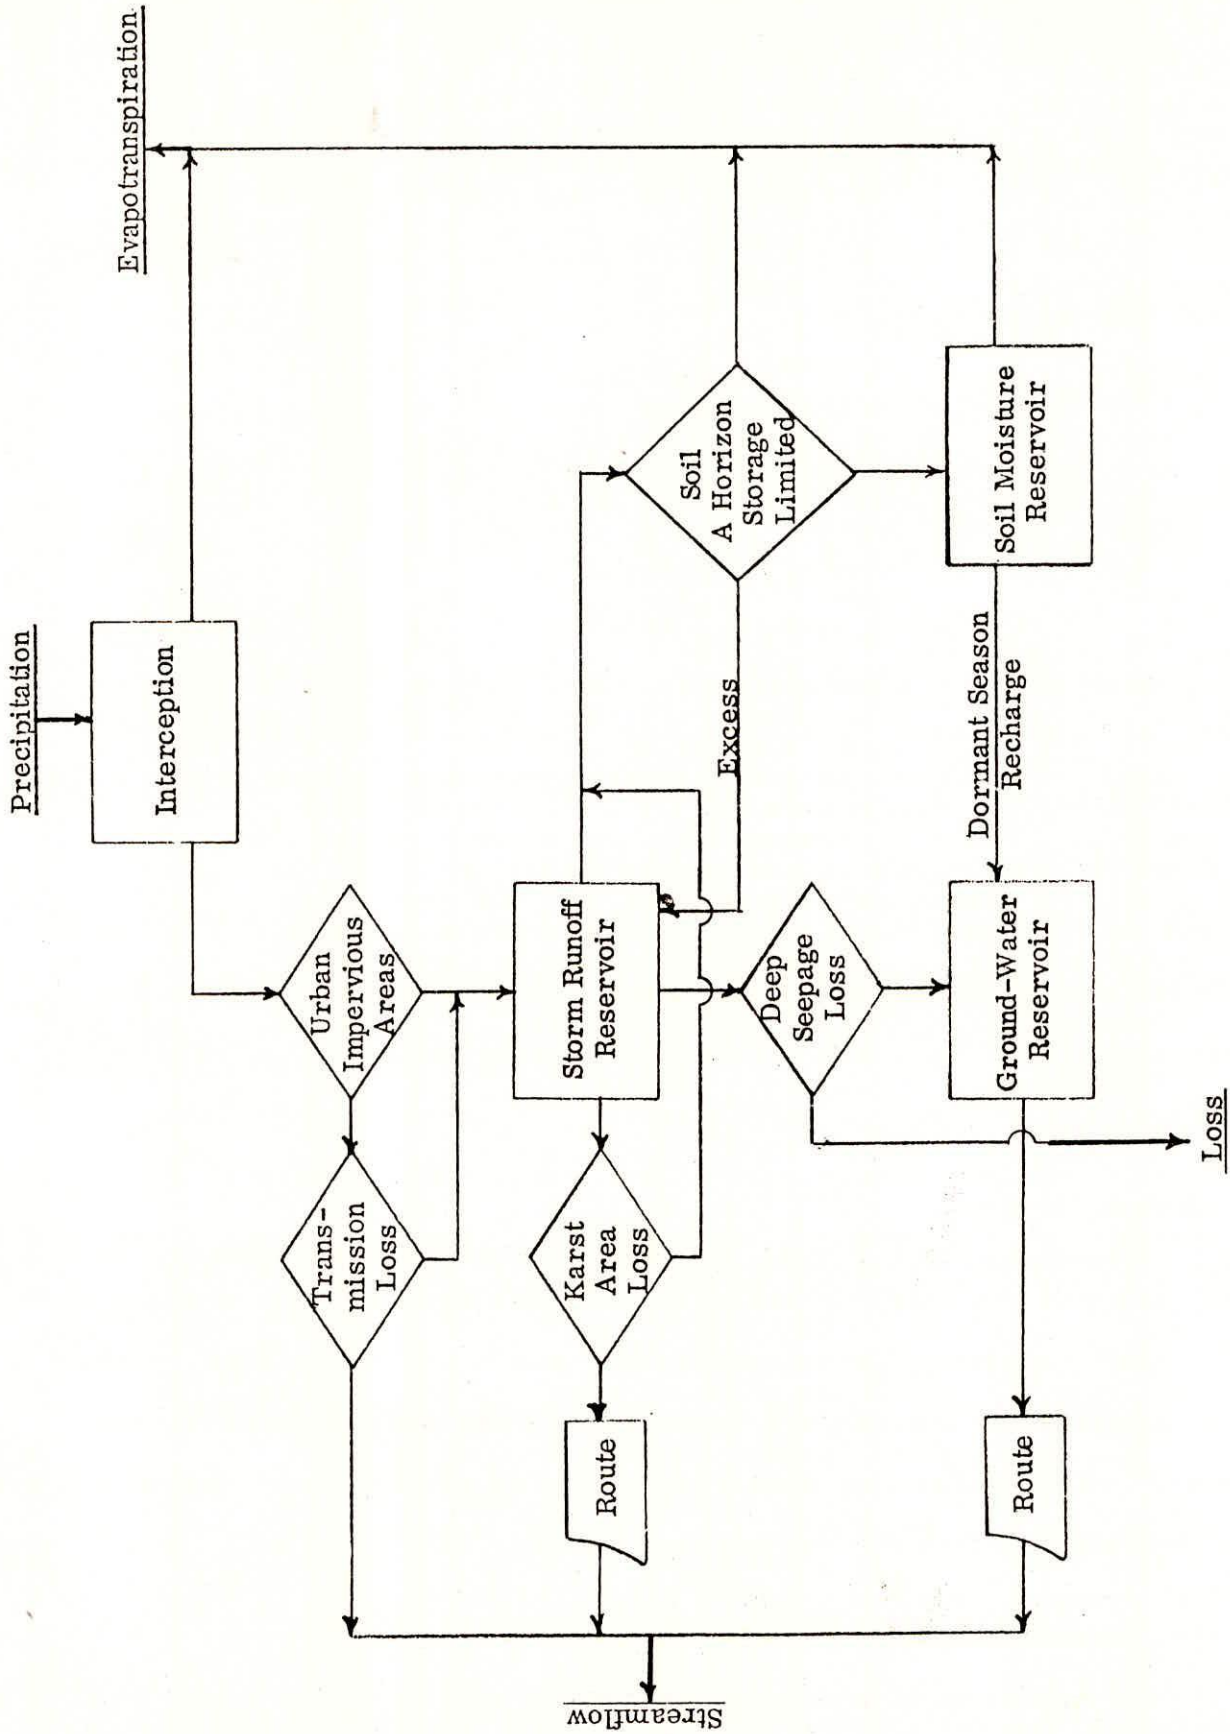 Precipitation
Evapotranspiration
Interception
Urban
Impervious
Areas
Trans-
mission
Loss
Storm Runoff
Reservoir
Karst
Area
Loss
Route
Soil
A Horizon
Storage
Limited
Excess
Deep
Seepage
Loss
Soil Moisture
Reservoir
Dormant Season
Recharge
Ground-Water
Reservoir
Route
Loss
Streamflow